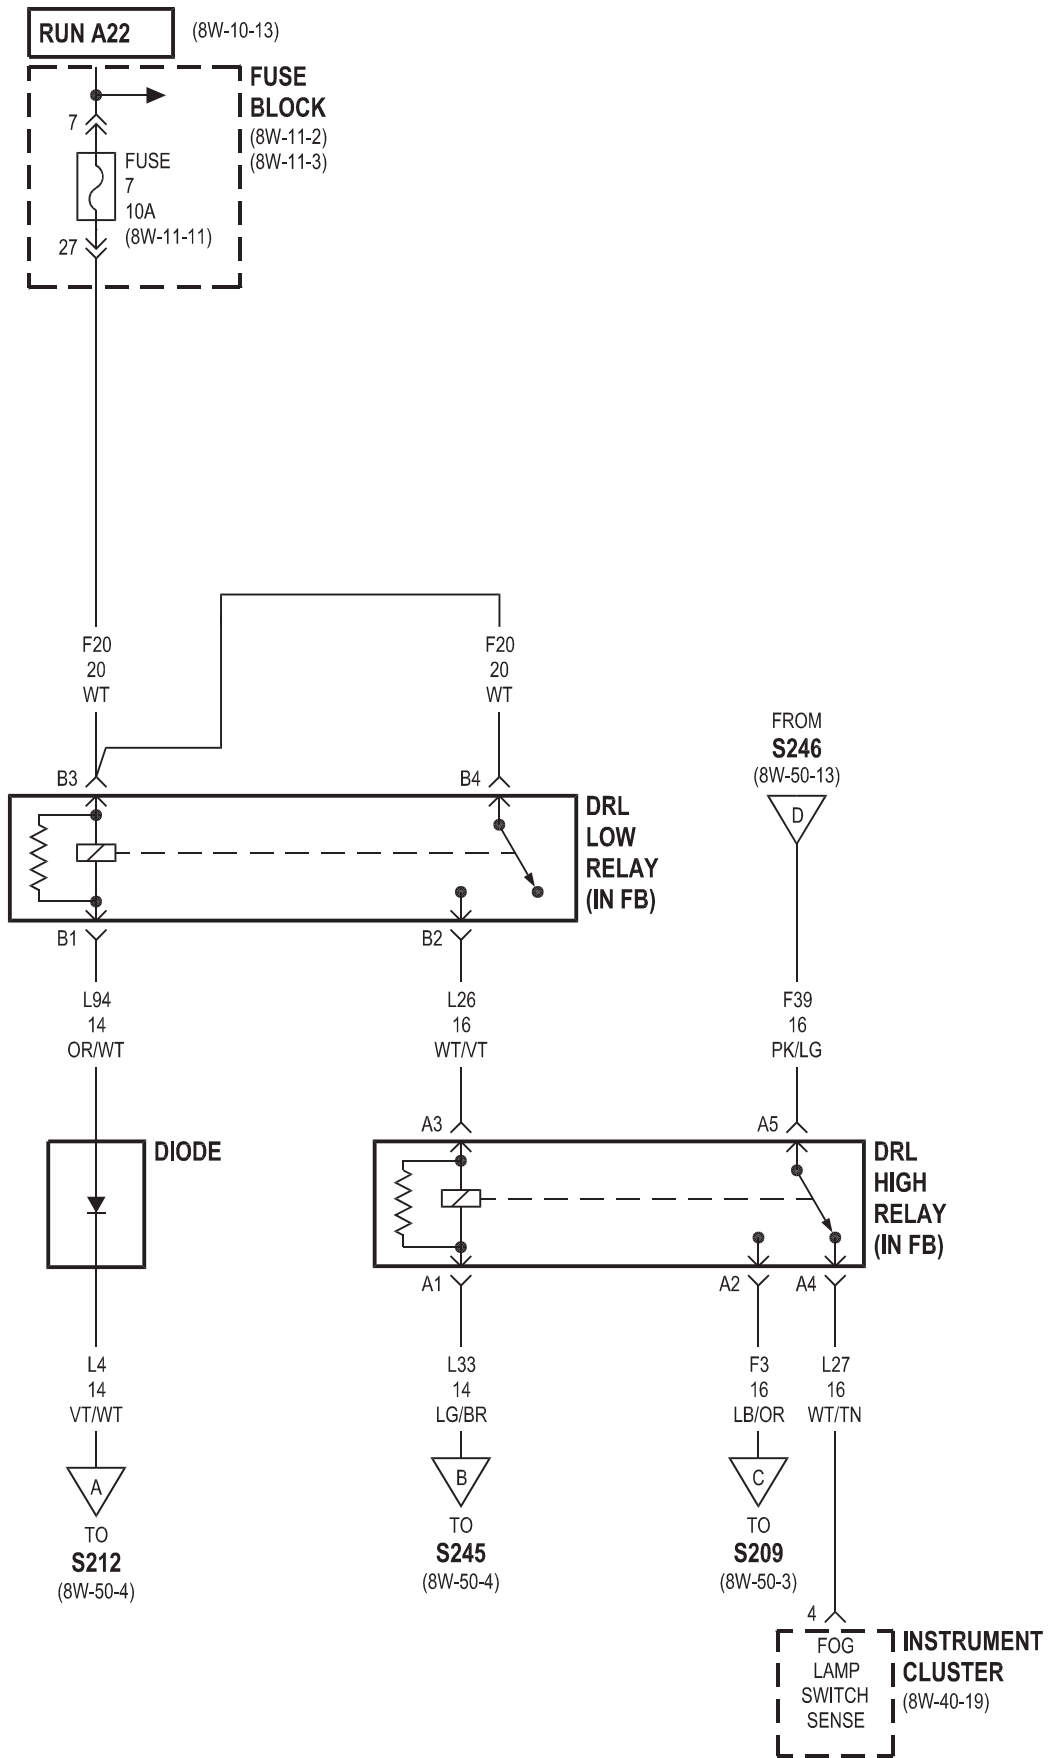 RUN A22
(8W-10-13)
FUSE
BLOCK
(8W-11-2)
(8W-11-3)
7
FUSE
7
10A
(8W-11-11)
27
F20
20
WT
F20
20
WT
FROM
S246
(8W-50-13)
D
B3
B4
DRL
LOW
RELAY
(IN FB)
B1
B2
L94
14
OR/WT
L26
16
WT/VT
F39
16
PK/LG
A3
A5
DIODE
DRL
HIGH
RELAY
(IN FB)
A1
A2
A4
L4
14
VT/WT
L33
14
LG/BR
F3
16
LB/OR
L27
16
WT/TN
A
TO
S212
(8W-50-4)
B
TO
S245
(8W-50-4)
C
TO
S209
(8W-50-3)
4
FOG
LAMP
SWITCH
SENSE
INSTRUMENT
CLUSTER
(8W-40-19)